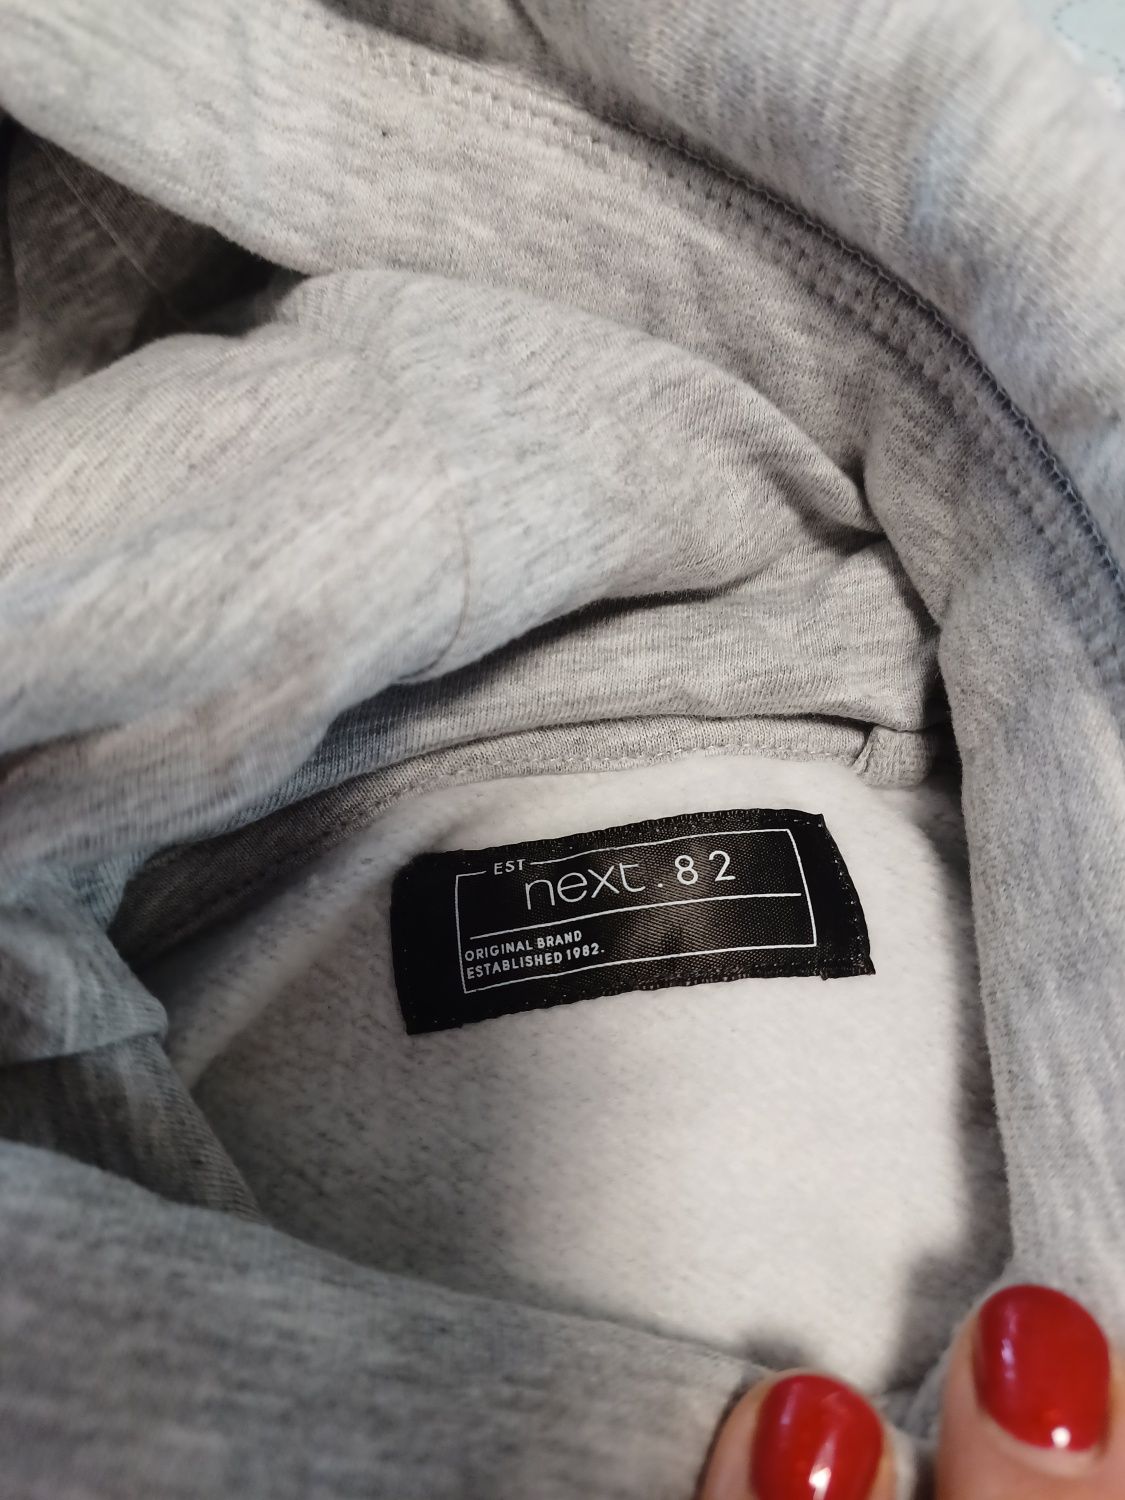 EST
next.82
ORIGINAL BRAND
ESTABLISHED 1982.